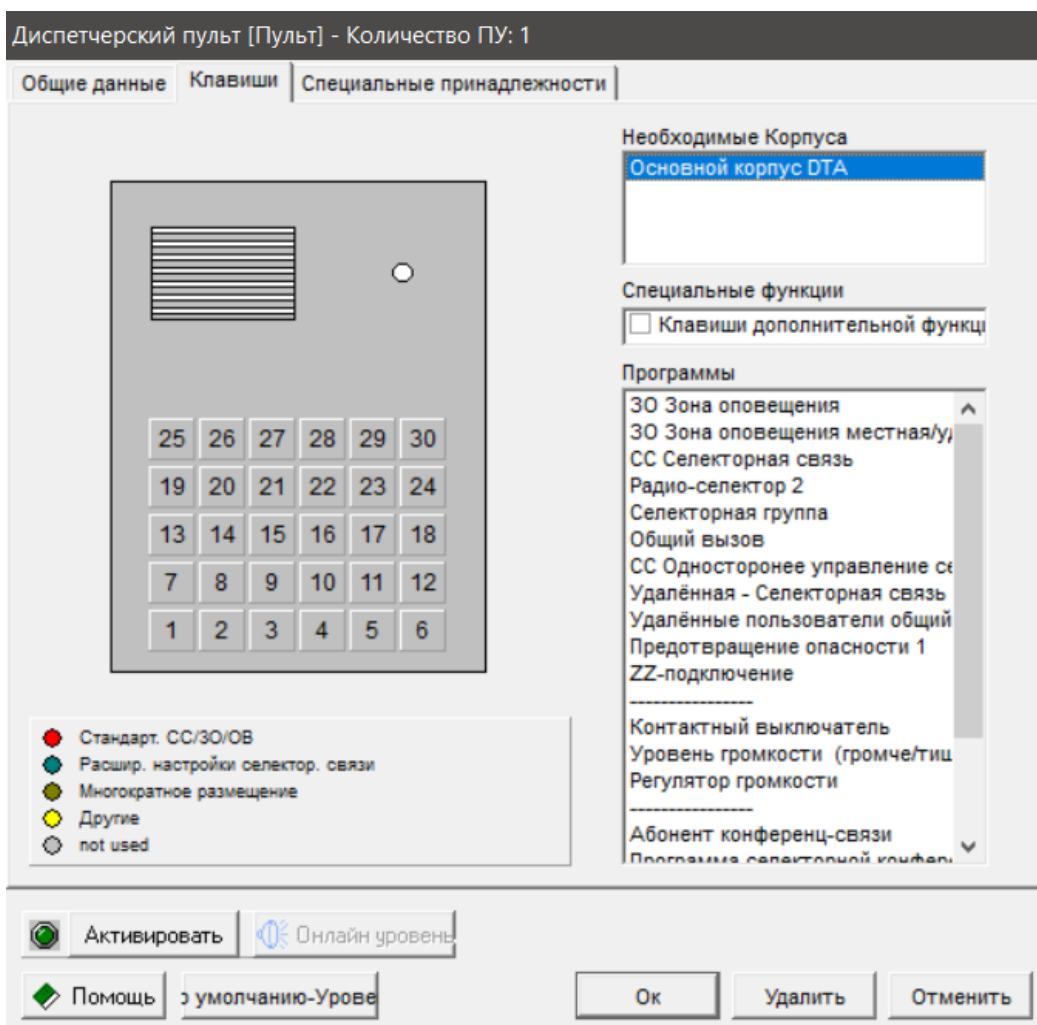 Диспетчерский пульт [Пульт] - Количество ПУ: 1
Общие данные Клавиши Специальные принадлежности
Необходимые Корпуса
Основной корпус DTA
Специальные функции
Клавиши дополнительной функц
Программы
ЗО Зона оповещения
ЗО Зона оповещения местная/уд
СС Селекторная связь
Радио-селектор 2
Селекторная группа
Общий вызов
СС Одностороннее управление се
Удалённая - Селекторная связь
Удалённые пользователи общий
Предотвращение опасности 1
ZZ-подключение
----------------
Контактный выключатель
Уровень громкости (громче/тиш
Регулятор громкости
----------------
Абонент конференц-связи
Программа селекторной конфер
25 26 27 28 29 30
19 20 21 22 23 24
13 14 15 16 17 18
7 8 9 10 11 12
1 2 3 4 5 6
Стандарт. СС/ЗО/ОВ
Расшир. настройки селектор. связи
Многократное размещение
Другие
not used
Активировать Онлайн уровень
Помощь о умолчанию-Урове Ок Удалить Отменить